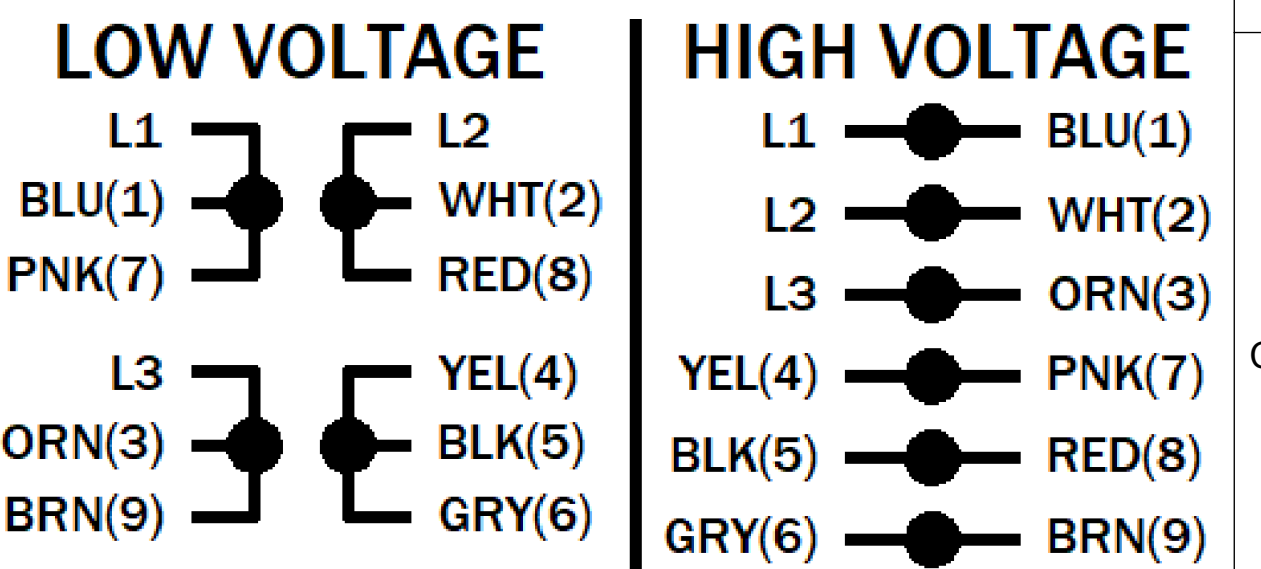 LOW VOLTAGE
L1 L2
BLU(1) WHT(2)
PNK(7) RED(8)
L3 YEL(4)
ORN(3) BLK(5)
BRN(9) GRY(6)
HIGH VOLTAGE
L1 BLU(1)
L2 WHT(2)
L3 ORN(3)
YEL(4) PNK(7)
BLK(5) RED(8)
GRY(6) BRN(9)